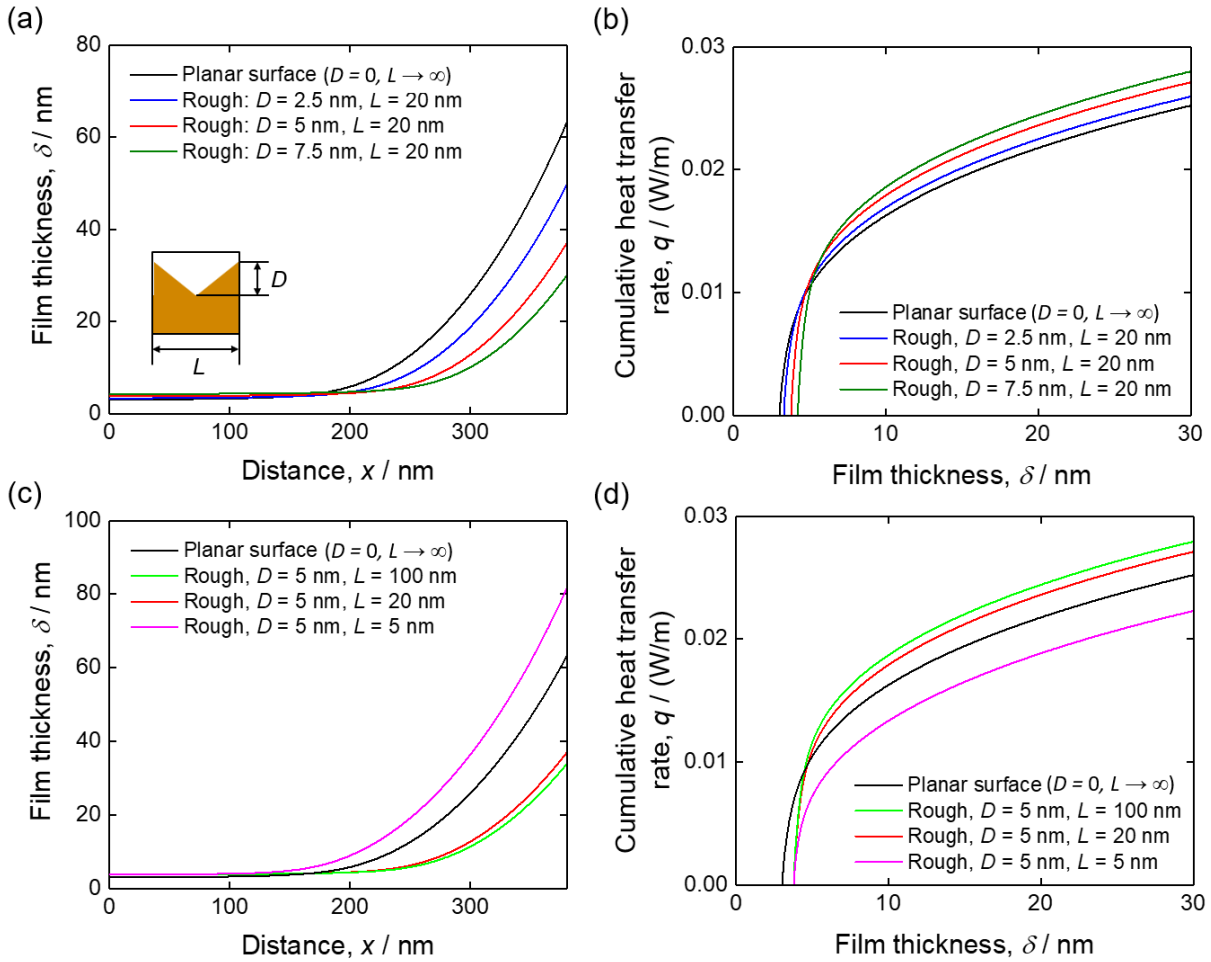 (a)
80
60
40
20
0
Film thickness, δ / nm
Planar surface (D = 0, L → ∞)
Rough: D = 2.5 nm, L = 20 nm
Rough: D = 5 nm, L = 20 nm
Rough: D = 7.5 nm, L = 20 nm
D
L
0 100 200 300
Distance, x / nm
(b)
0.03
0.02
0.01
0.00
Cumulative heat transfer
rate, q / (W/m)
Planar surface (D = 0, L → ∞)
Rough, D = 2.5 nm, L = 20 nm
Rough, D = 5 nm, L = 20 nm
Rough, D = 7.5 nm, L = 20 nm
0 10 20 30
Film thickness, δ / nm
(c)
100
80
60
40
20
0
Film thickness, δ / nm
Planar surface (D = 0, L → ∞)
Rough, D = 5 nm, L = 100 nm
Rough, D = 5 nm, L = 20 nm
Rough, D = 5 nm, L = 5 nm
0 100 200 300
Distance, x / nm
(d)
0.03
0.02
0.01
0.00
Cumulative heat transfer
rate, q / (W/m)
Planar surface (D = 0, L → ∞)
Rough, D = 5 nm, L = 100 nm
Rough, D = 5 nm, L = 20 nm
Rough, D = 5 nm, L = 5 nm
0 10 20 30
Film thickness, δ / nm